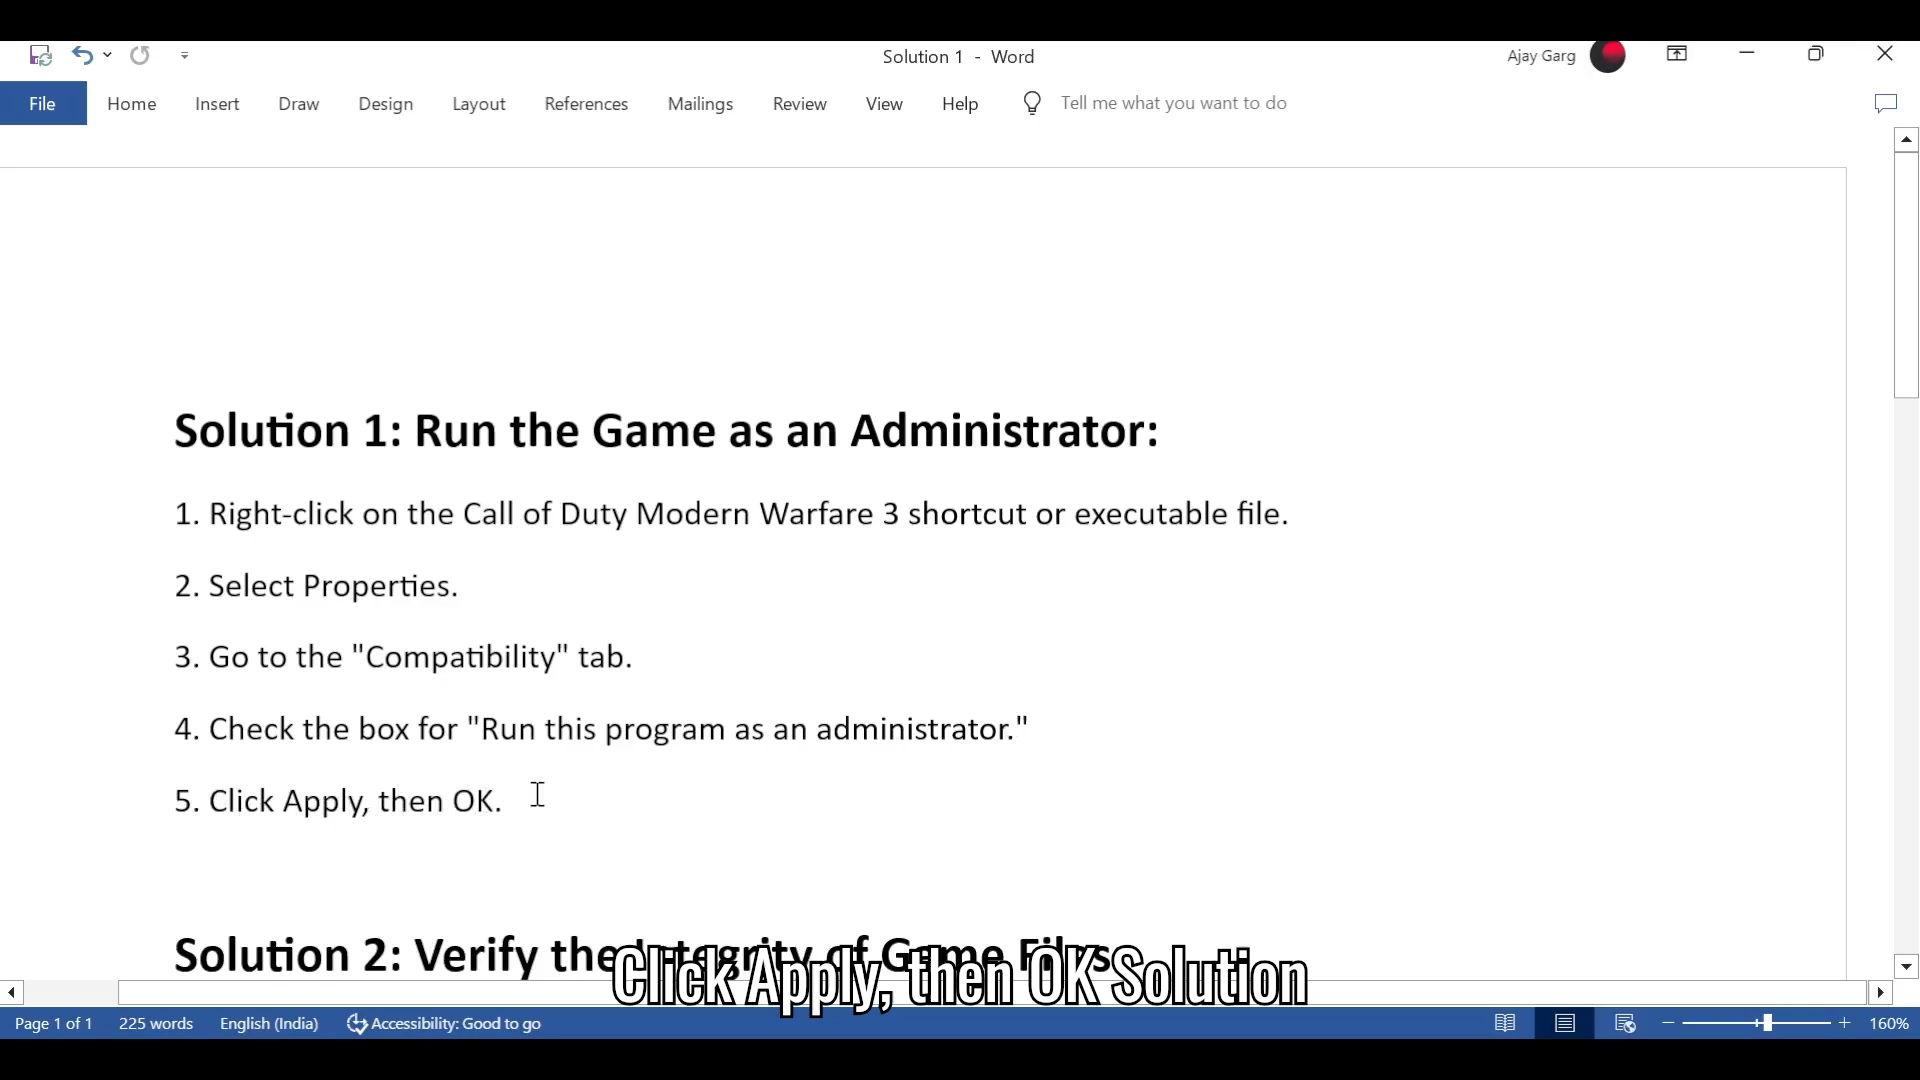 Solution 1 - Word
Ajay Garg
File Home Insert Draw Design Layout References Mailings Review View Help Tell me what you want to do
Solution 1: Run the Game as an Administrator:
1. Right-click on the Call of Duty Modern Warfare 3 shortcut or executable file.
2. Select Properties.
3. Go to the "Compatibility" tab.
4. Check the box for "Run this program as an administrator."
5. Click Apply, then OK.
Solution 2: Verify the Integrity of Game Files
Click Apply, then OK Solution
Page 1 of 1 225 words English (India) Accessibility: Good to go 160%